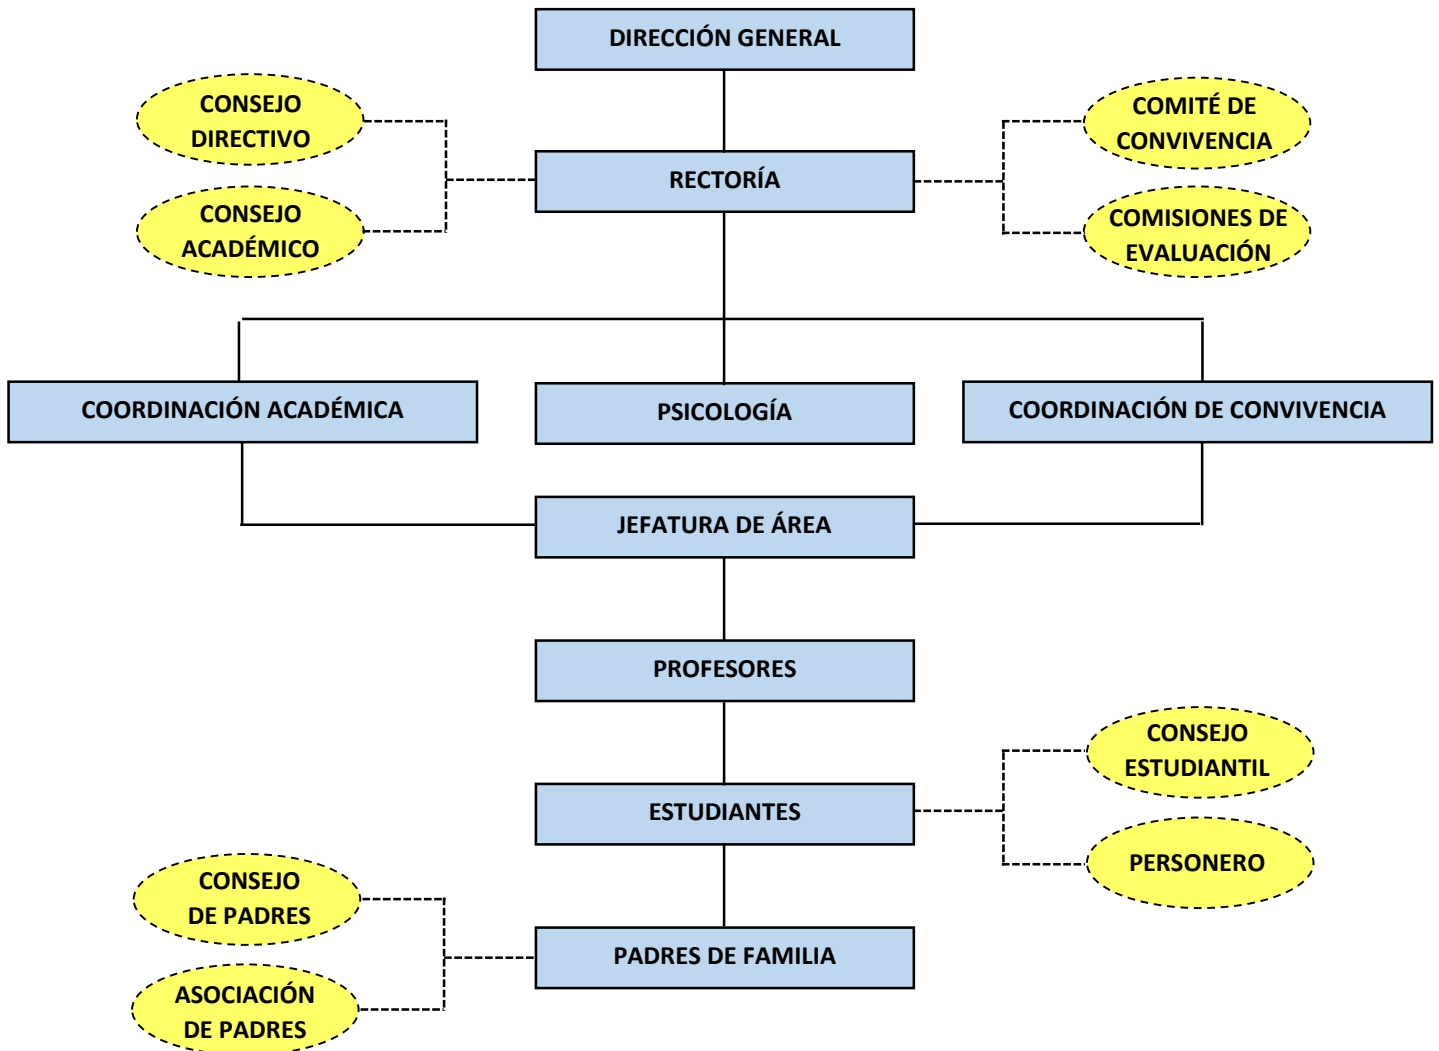 DIRECCIÓN GENERAL
CONSEJO
DIRECTIVO
COMITÉ DE
CONVIVENCIA
RECTORÍA
CONSEJO
ACADÉMICO
COMISIONES DE
EVALUACIÓN
COORDINACIÓN ACADÉMICA
PSICOLOGÍA
COORDINACIÓN DE CONVIVENCIA
JEFATURA DE ÁREA
PROFESORES
CONSEJO
ESTUDIANTIL
ESTUDIANTES
PERSONERO
CONSEJO
DE PADRES
PADRES DE FAMILIA
ASOCIACIÓN
DE PADRES